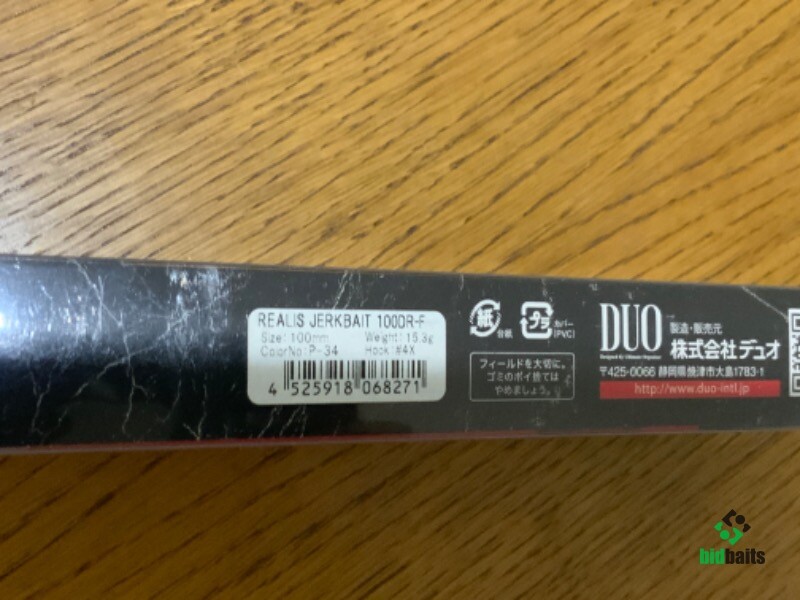 REALIS JERKBAIT 100DR-F
Size: 100mm Weight: 15.3g
ColorNo: P-34 Hook: #4X
4 525918 068271
紙 台紙
プラ カバー
(PVC)
フィールドを大切に。
ゴミのポイ捨ては
やめましょう。
DUO
製造・販売元
株式会社デュオ
〒425-0066 静岡県焼津市大島1783-1
http://www.duo-intl.jp
bidbaits